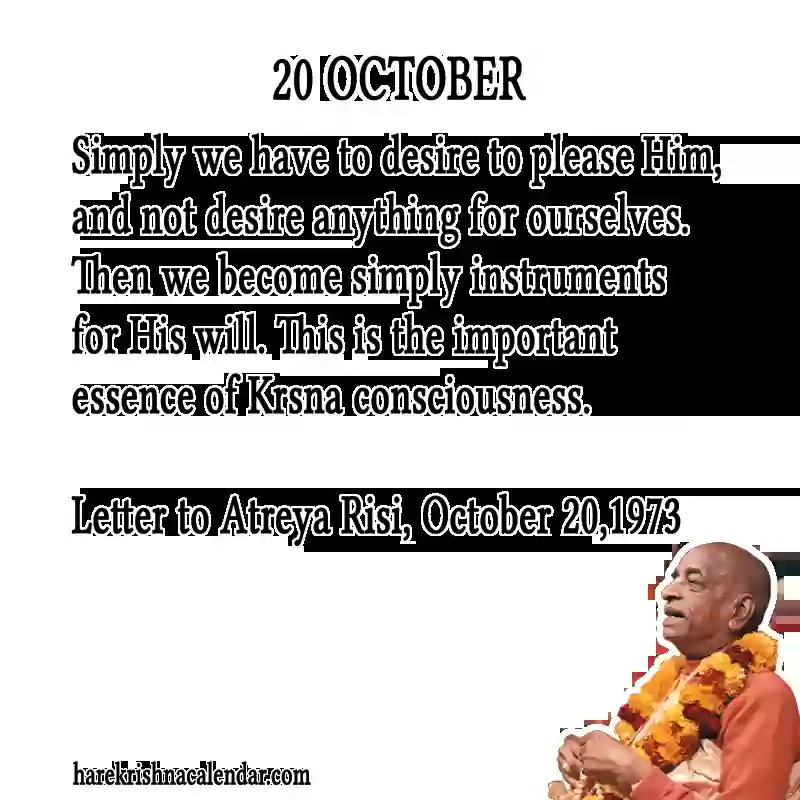 20 OCTOBER
Simply we have to desire to please Him,
and not desire anything for ourselves.
Then we become simply instruments
for His will. This is the important
essence of Krsna consciousness.
Letter to Atreya Risi, October 20,1973
harekrishnacalendar.com